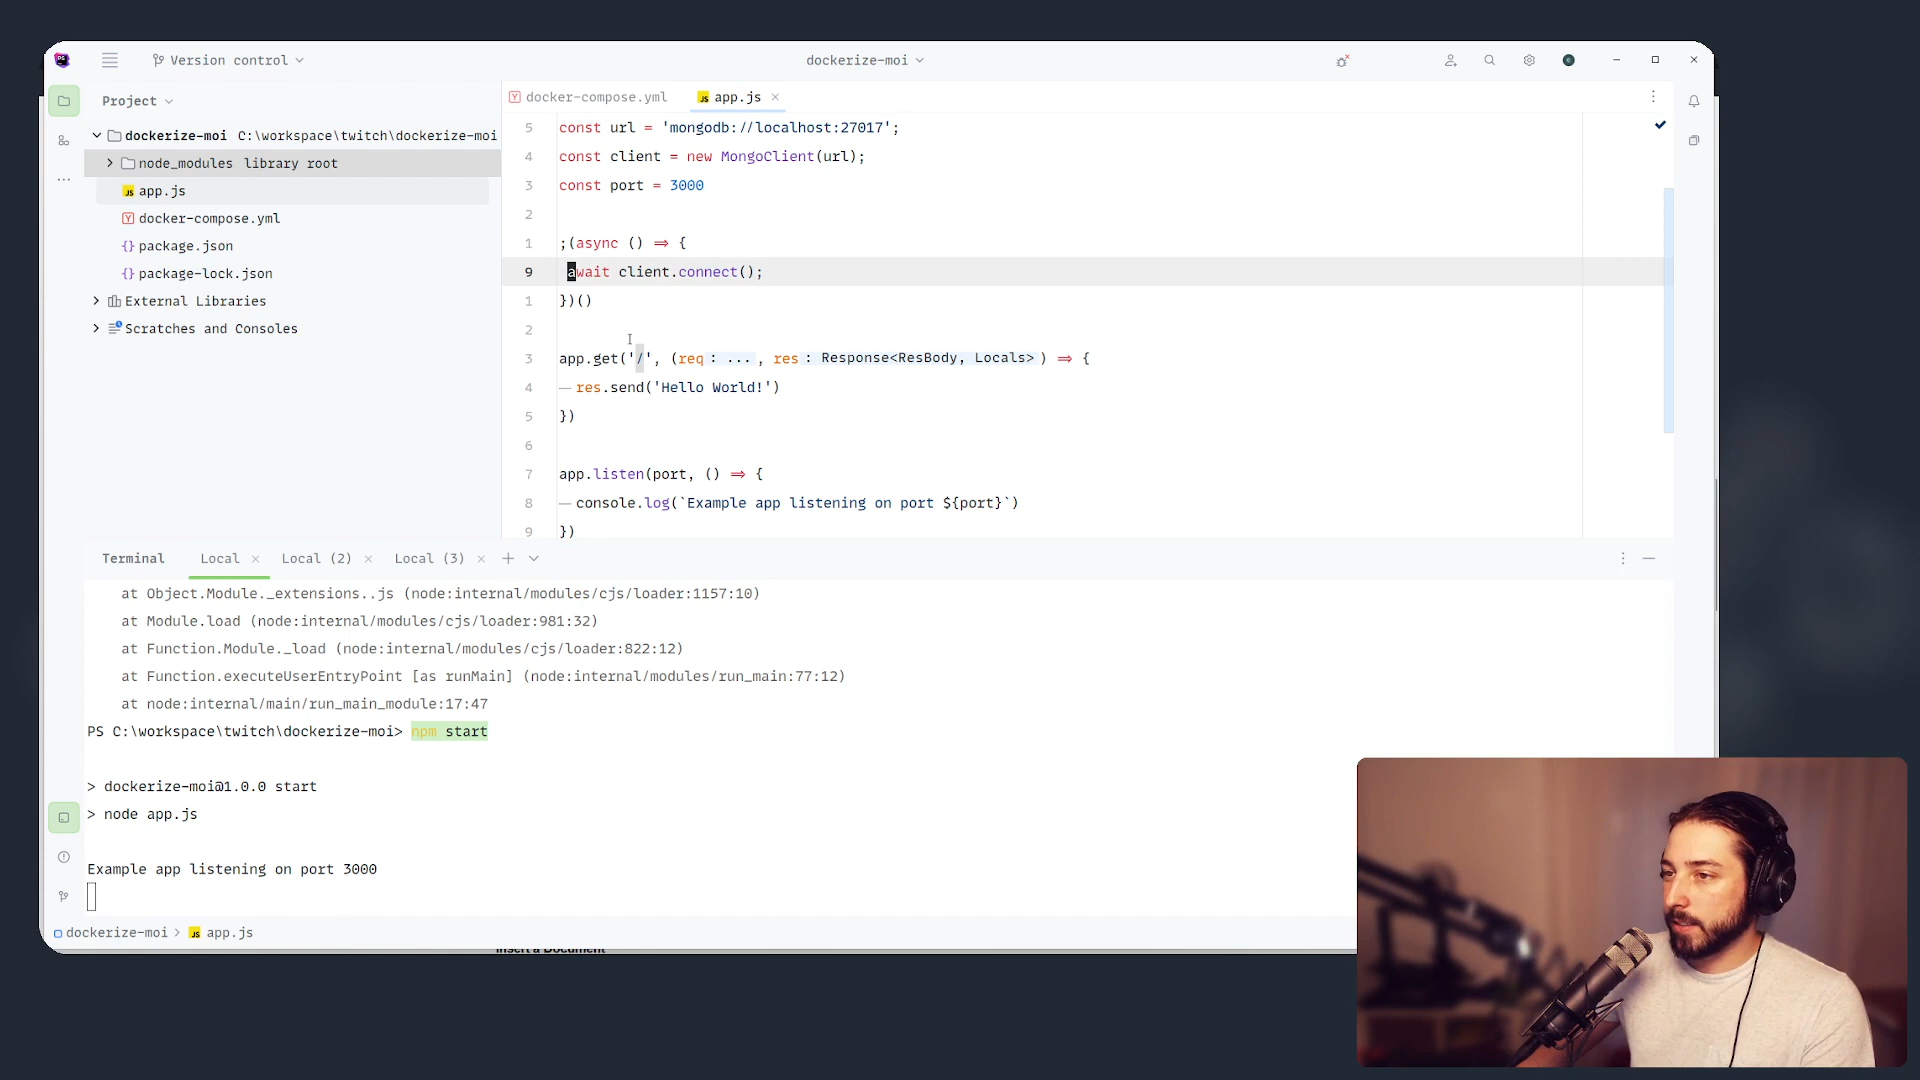 Version control
dockerize-moi
Project
dockerize-moi C:\workspace\twitch\dockerize-moi
node_modules library root
app.js
docker-compose.yml
package.json
package-lock.json
External Libraries
Scratches and Consoles
docker-compose.yml
app.js
5 const url = 'mongodb://localhost:27017';
4 const client = new MongoClient(url);
3 const port = 3000
2
1 ;(async () => {
9 await client.connect();
1 })()
2
3 app.get('/', (req : ... , res : Response<ResBody, Locals> ) => {
4 res.send('Hello World!')
5 })
6
7 app.listen(port, () => {
8 console.log(`Example app listening on port ${port}`)
9 })
Terminal Local Local (2) Local (3)
at Object.Module._extensions..js (node:internal/modules/cjs/loader:1157:10)
at Module.load (node:internal/modules/cjs/loader:981:32)
at Function.Module._load (node:internal/modules/cjs/loader:822:12)
at Function.executeUserEntryPoint [as runMain] (node:internal/modules/run_main:77:12)
at node:internal/main/run_main_module:17:47
PS C:\workspace\twitch\dockerize-moi> npm start
> dockerize-moi@1.0.0 start
> node app.js
Example app listening on port 3000
dockerize-moi > app.js
Insert a Document